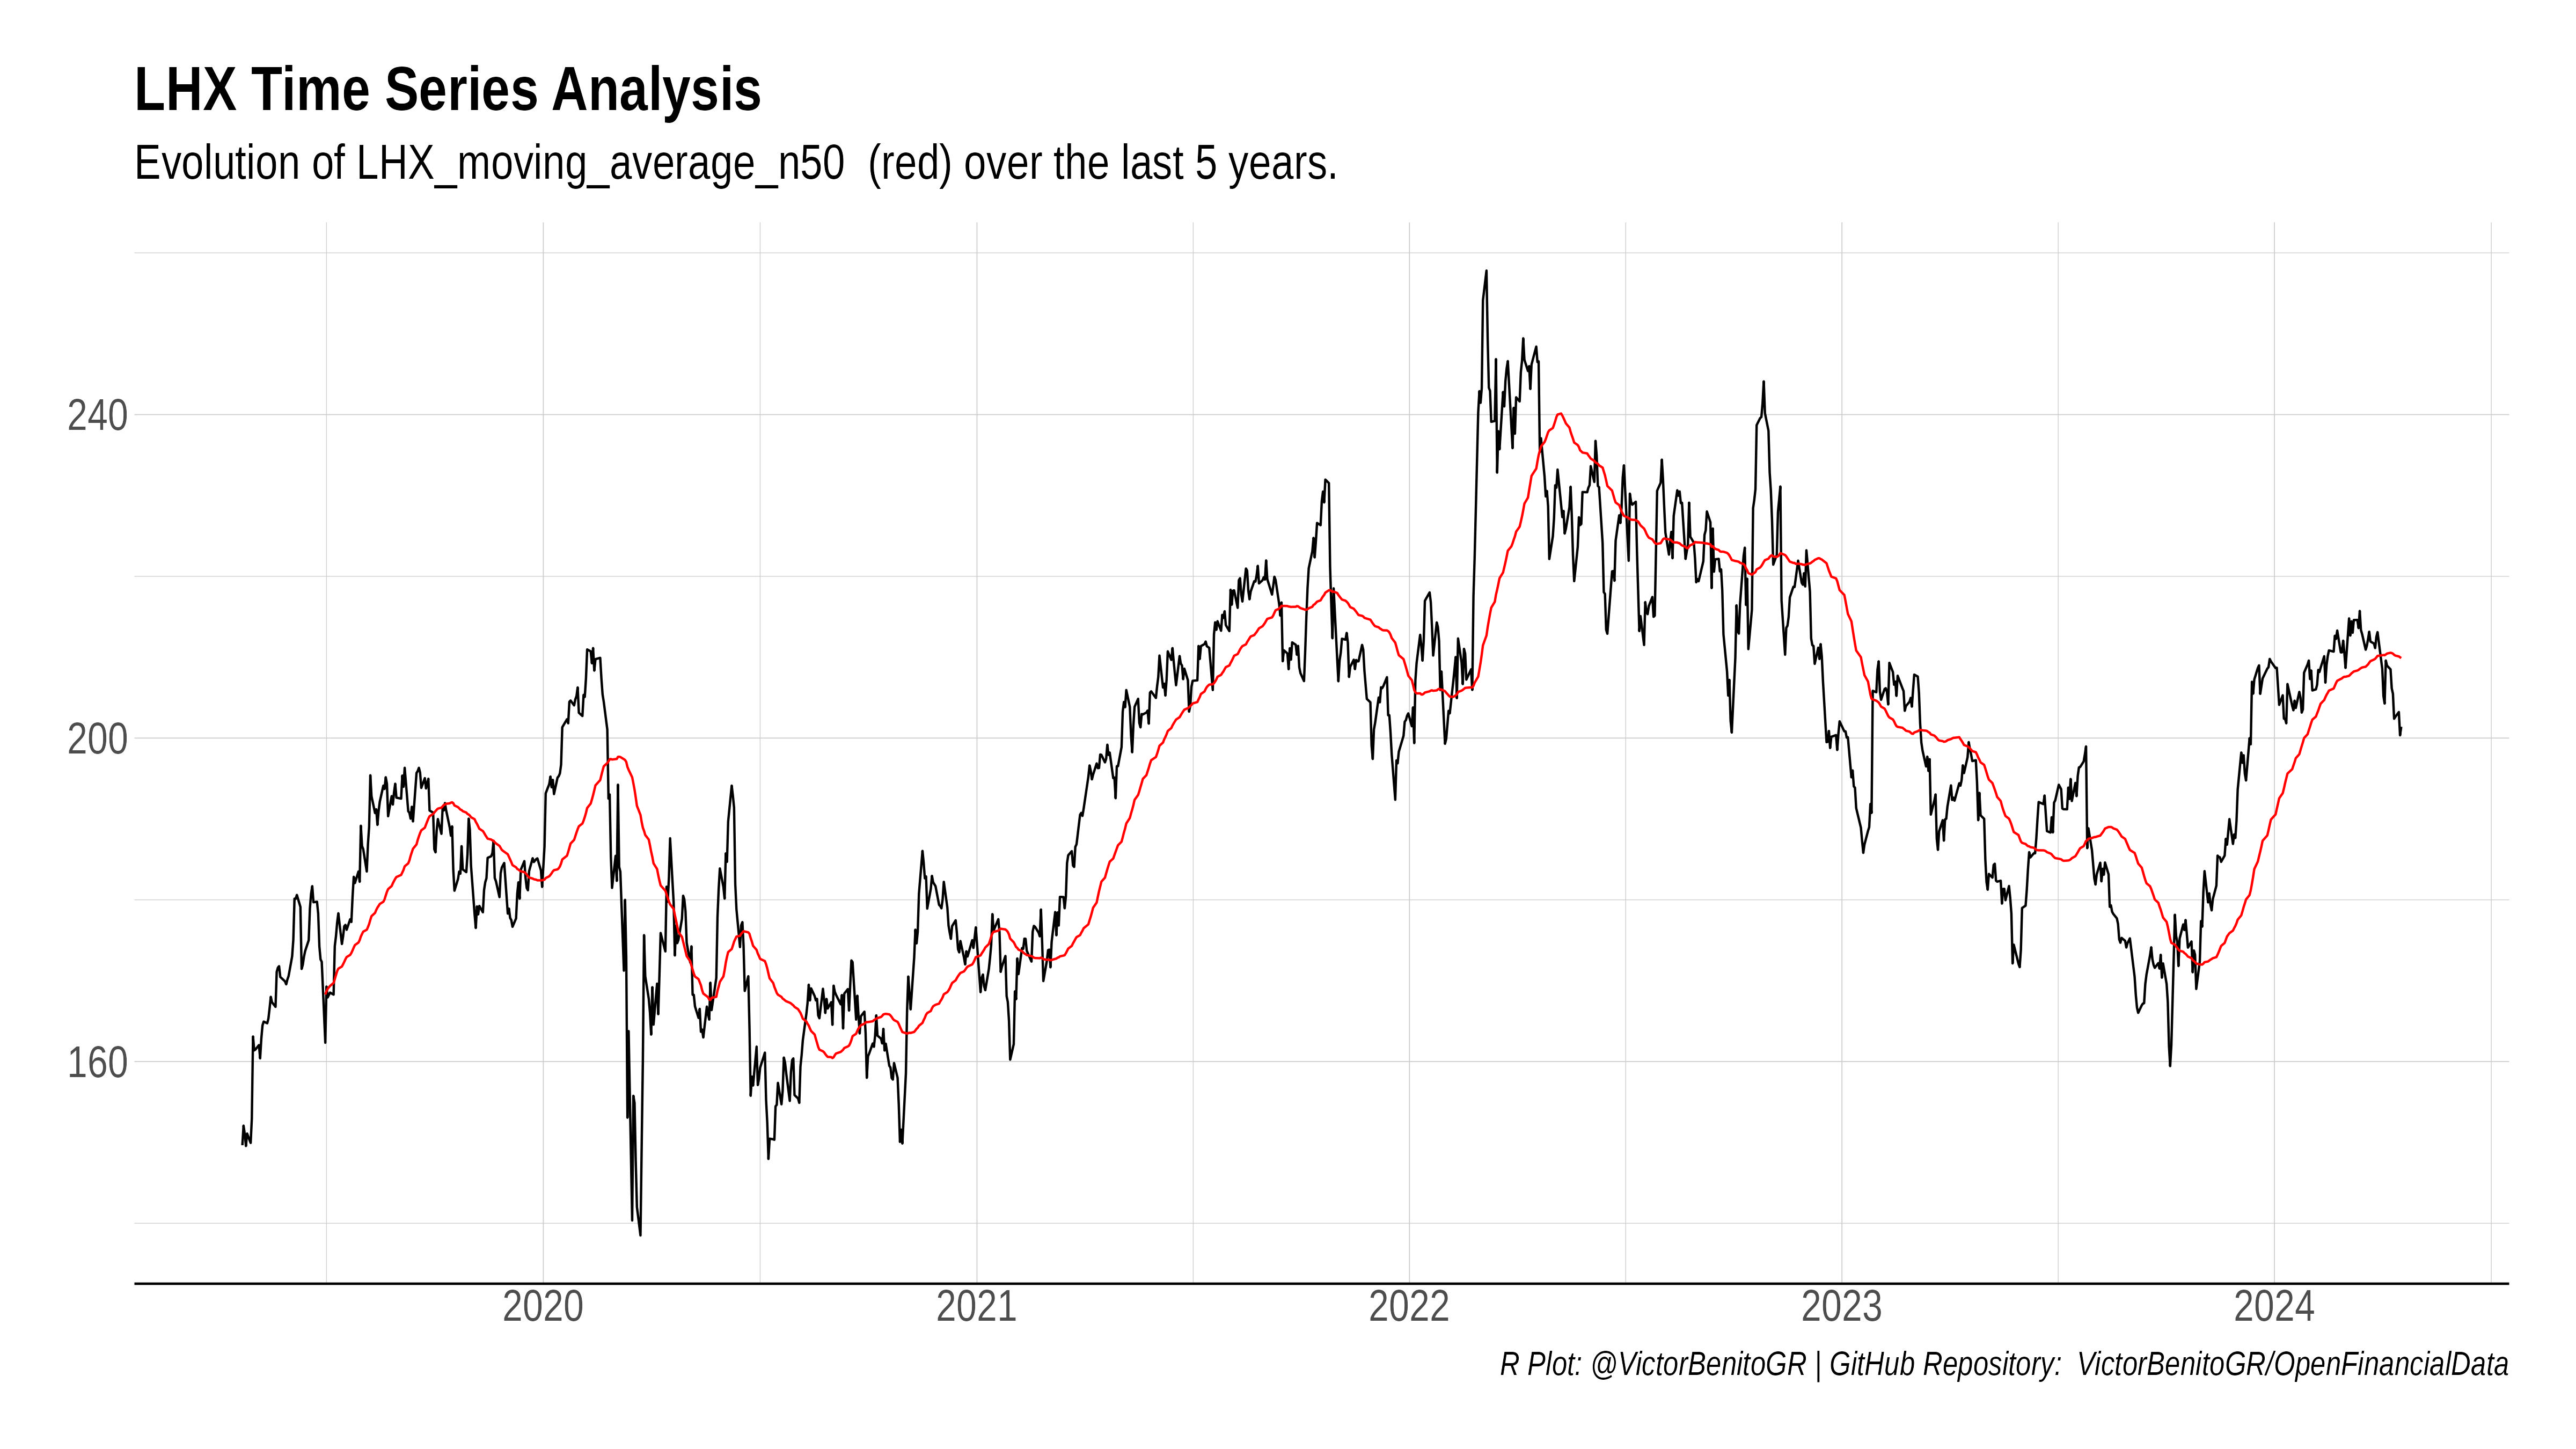 LHX Time Series Analysis
Evolution of LHX_moving_average_n50  (red) over the last 5 years.
240
200
160
2020 2021 2022 2023 2024
R Plot: @VictorBenitoGR | GitHub Repository:  VictorBenitoGR/OpenFinancialData